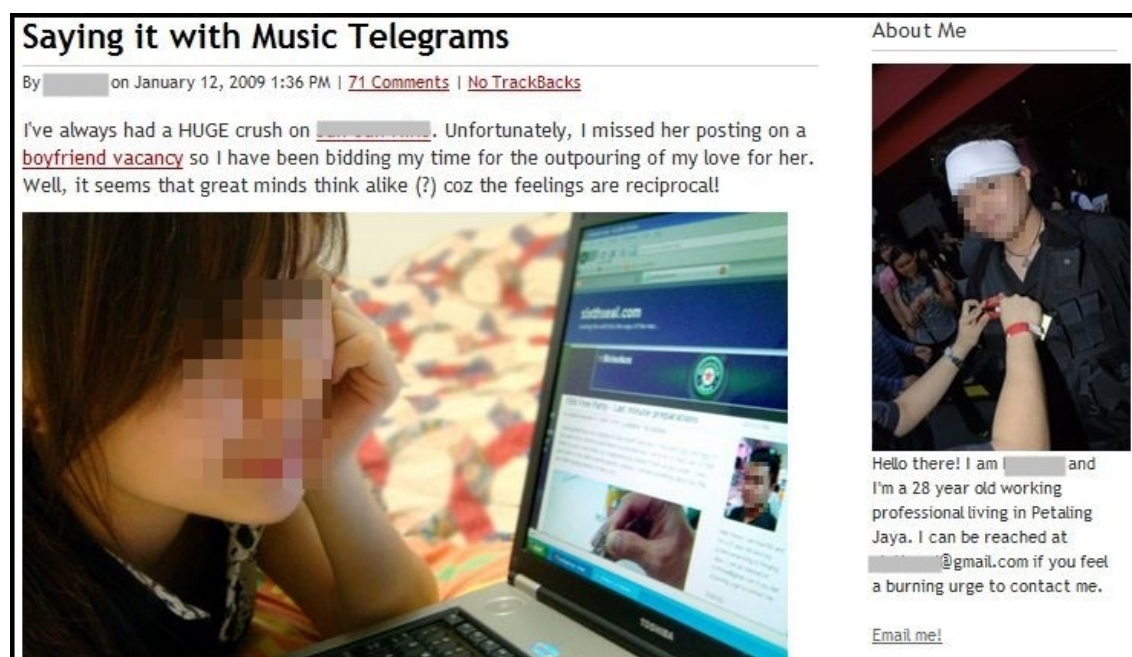 Saying it with Music Telegrams
By on January 12, 2009 1:36 PM | 71 Comments | No TrackBacks
I've always had a HUGE crush on . Unfortunately, I missed her posting on a
boyfriend vacancy so I have been bidding my time for the outpouring of my love for her.
Well, it seems that great minds think alike (?) coz the feelings are reciprocal!
sixthseal.com
Heineken
TOSHIBA
About Me
Hello there! I am and
I'm a 28 year old working
professional living in Petaling
Jaya. I can be reached at
@gmail.com if you feel
a burning urge to contact me.
Email me!